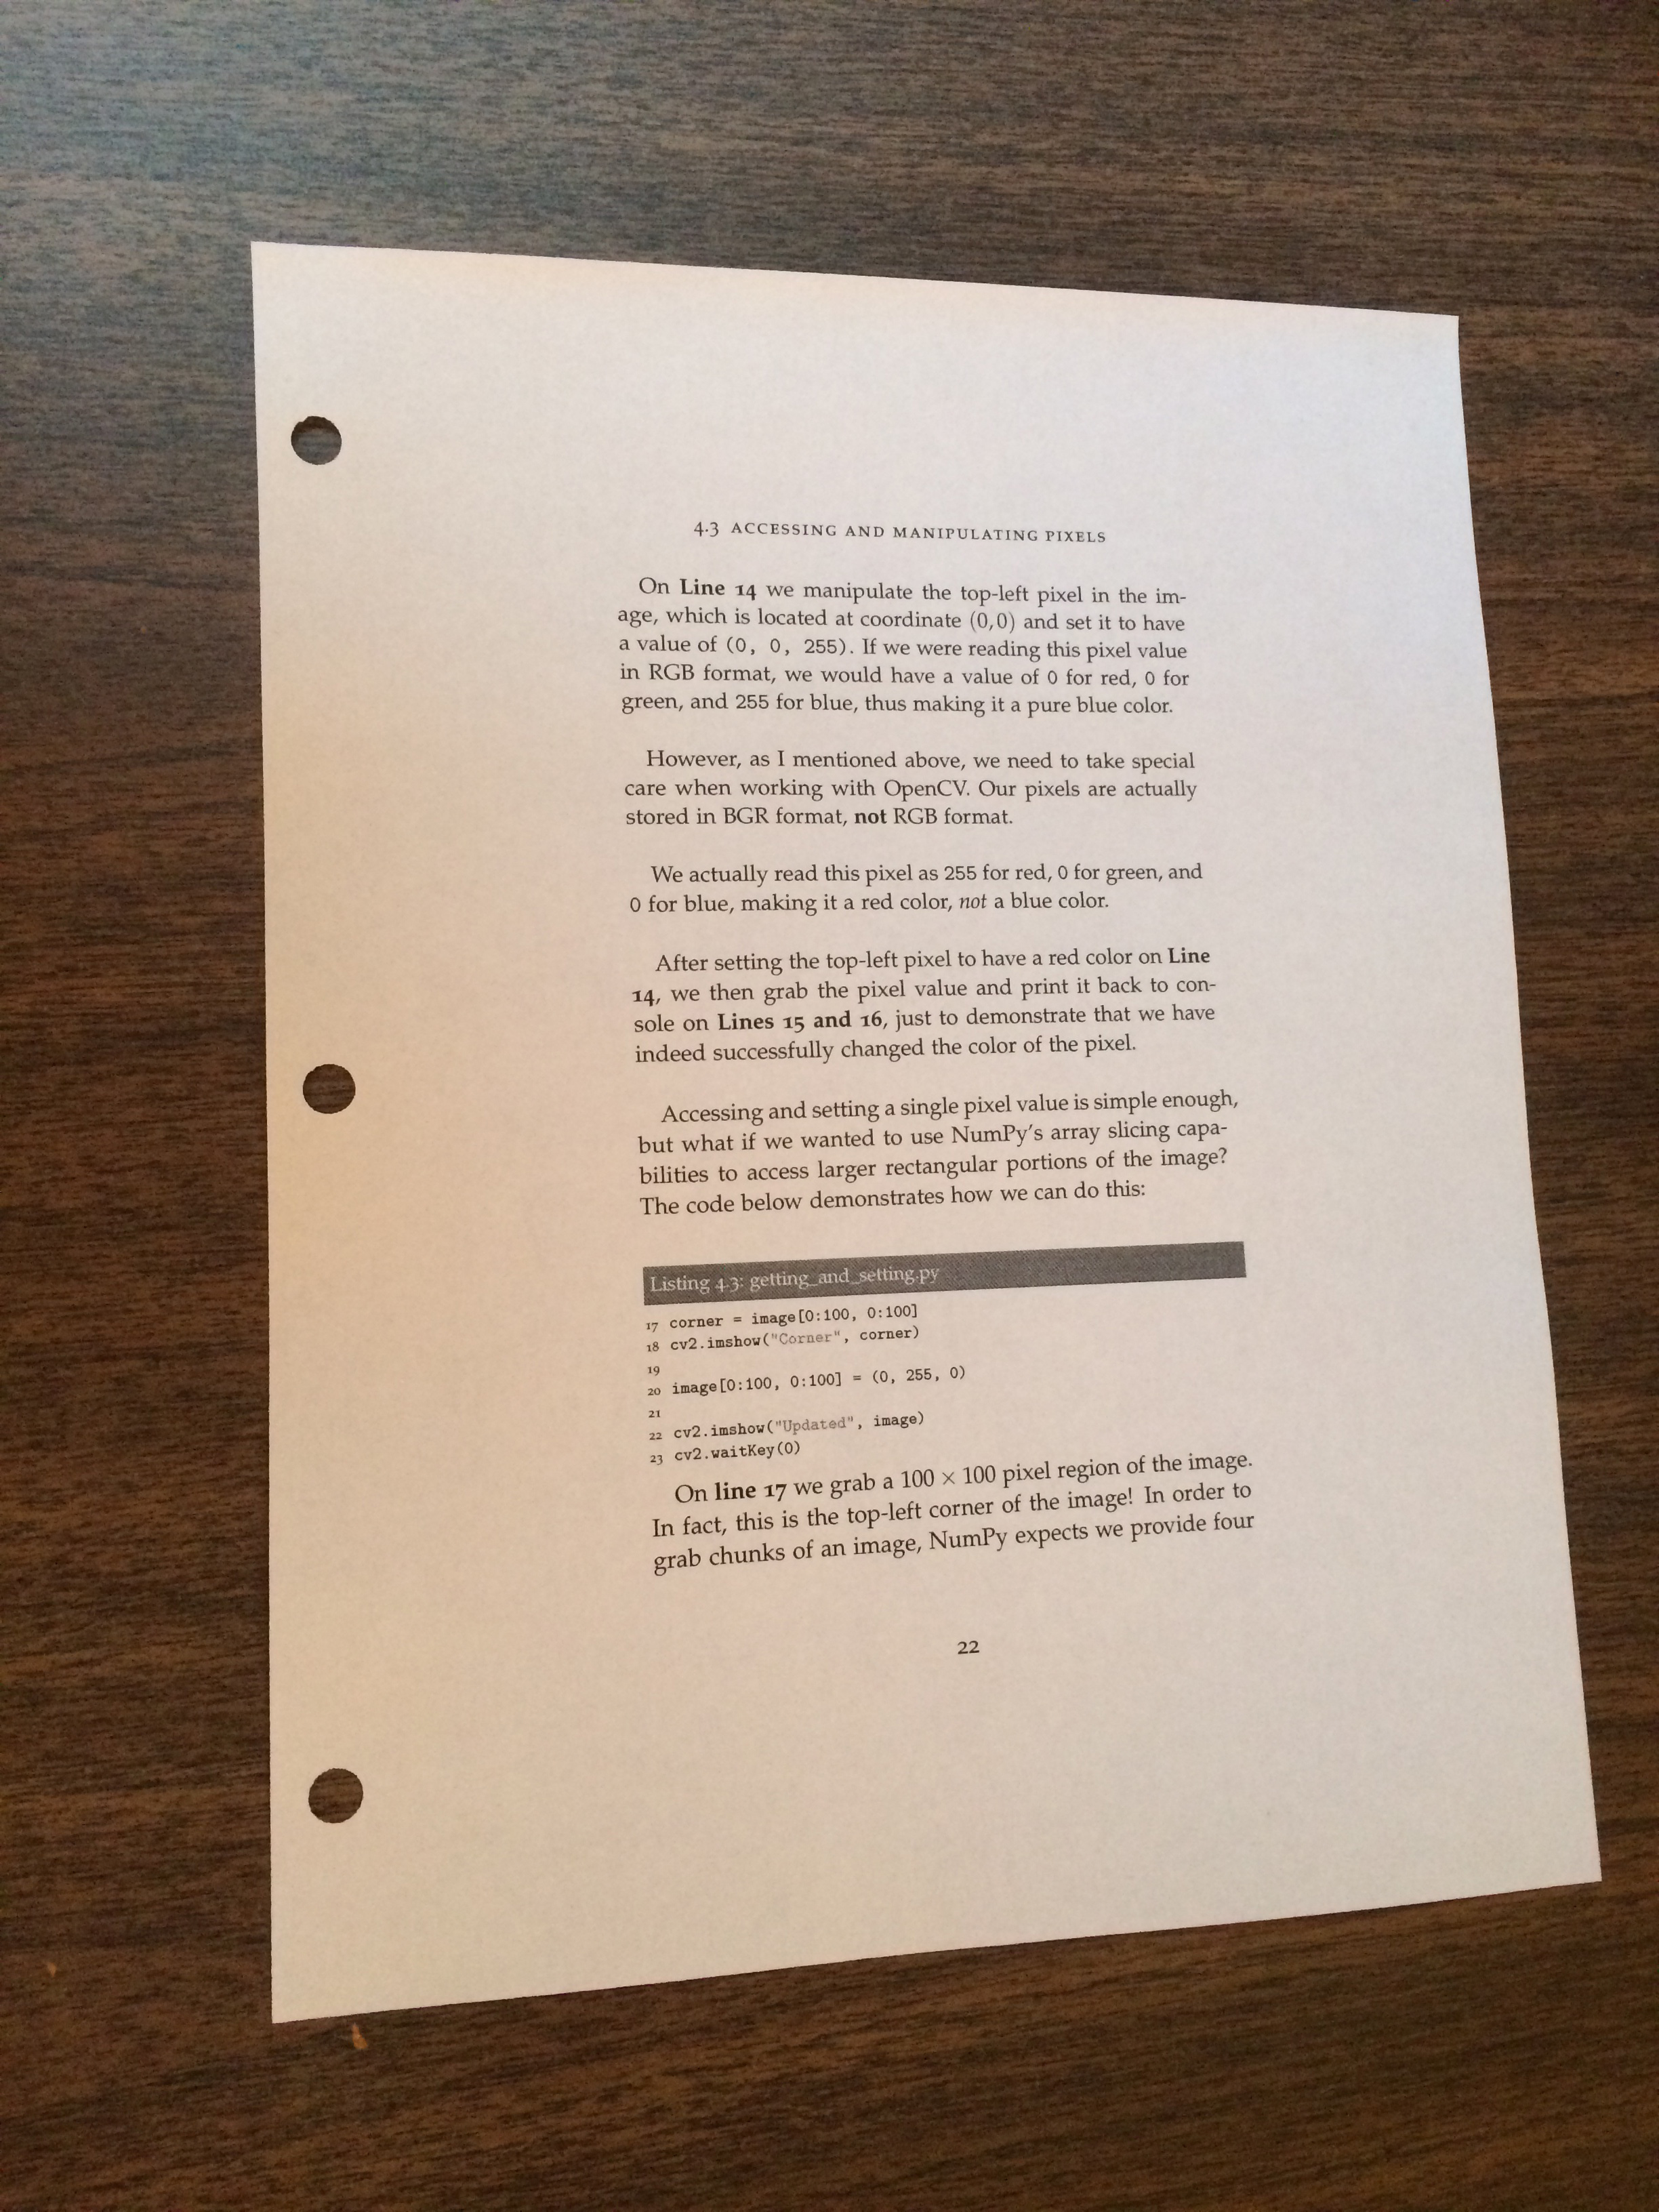 4.3 ACCESSING AND MANIPULATING PIXELS
On Line 14 we manipulate the top-left pixel in the im-
age, which is located at coordinate (0,0) and set it to have
a value of (0, 0, 255). If we were reading this pixel value
in RGB format, we would have a value of 0 for red, 0 for
green, and 255 for blue, thus making it a pure blue color.
However, as I mentioned above, we need to take special
care when working with OpenCV. Our pixels are actually
stored in BGR format, not RGB format.
We actually read this pixel as 255 for red, 0 for green, and
0 for blue, making it a red color, not a blue color.
After setting the top-left pixel to have a red color on Line
14, we then grab the pixel value and print it back to con-
sole on Lines 15 and 16, just to demonstrate that we have
indeed successfully changed the color of the pixel.
Accessing and setting a single pixel value is simple enough,
but what if we wanted to use NumPy's array slicing capa-
bilities to access larger rectangular portions of the image?
The code below demonstrates how we can do this:
Listing 4.3: getting_and_setting.py
17 corner = image[0:100, 0:100]
18 cv2.imshow("Corner", corner)
19
20 image[0:100, 0:100] = (0, 255, 0)
21
22 cv2.imshow("Updated", image)
23 cv2.waitKey(0)
On line 17 we grab a 100 × 100 pixel region of the image.
In fact, this is the top-left corner of the image! In order to
grab chunks of an image, NumPy expects we provide four
22